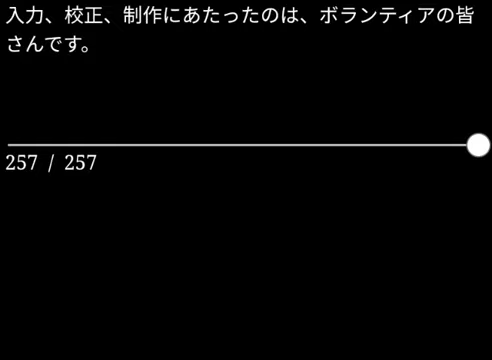 入力、校正、制作にあたったのは、ボランティアの皆
さんです。
257 / 257